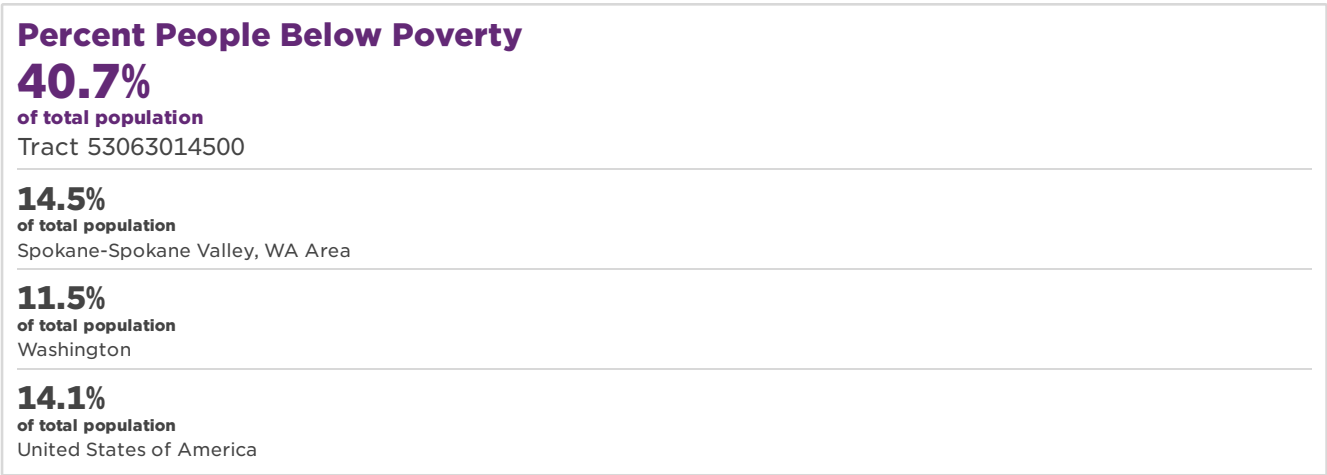 Percent People Below Poverty
40.7%
of total population
Tract 53063014500
14.5%
of total population
Spokane-Spokane Valley, WA Area
11.5%
of total population
Washington
14.1%
of total population
United States of America